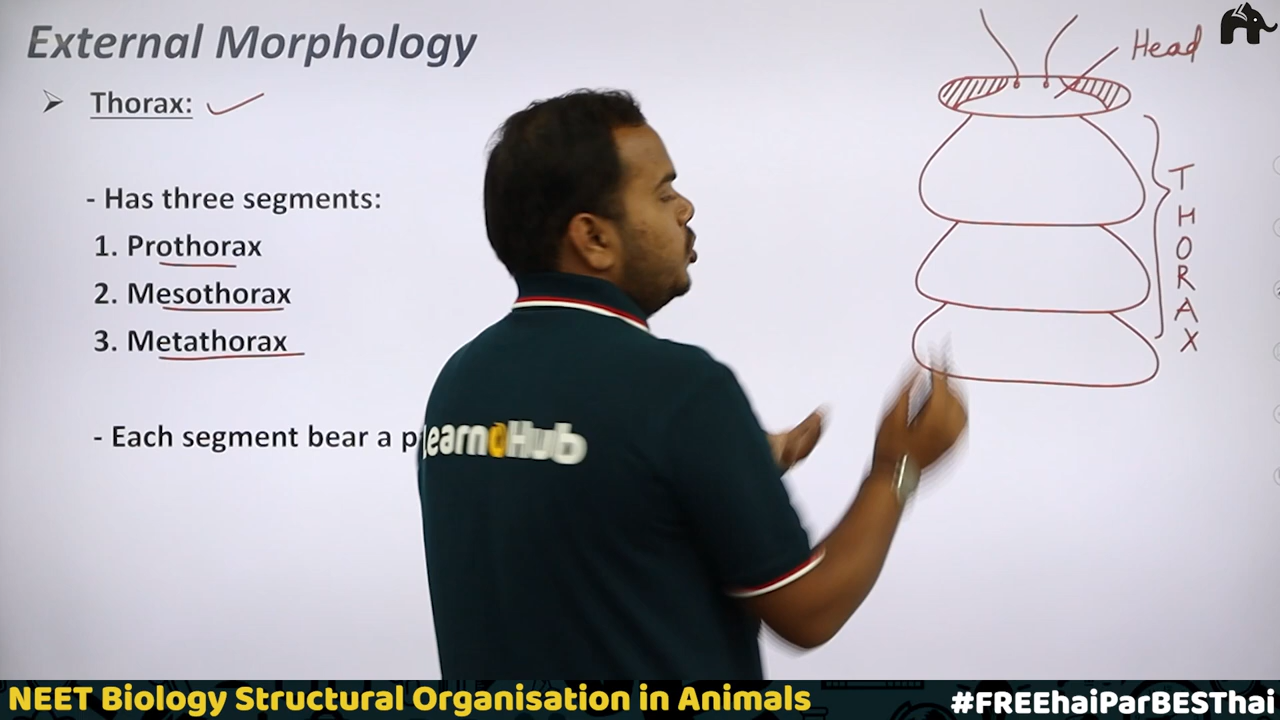 External Morphology
➤ Thorax:
- Has three segments:
1. Prothorax
2. Mesothorax
3. Metathorax
- Each segment bear a p
Head
THORAX
LearnoHub
NEET Biology Structural Organisation in Animals
#FREEhaiParBESThai